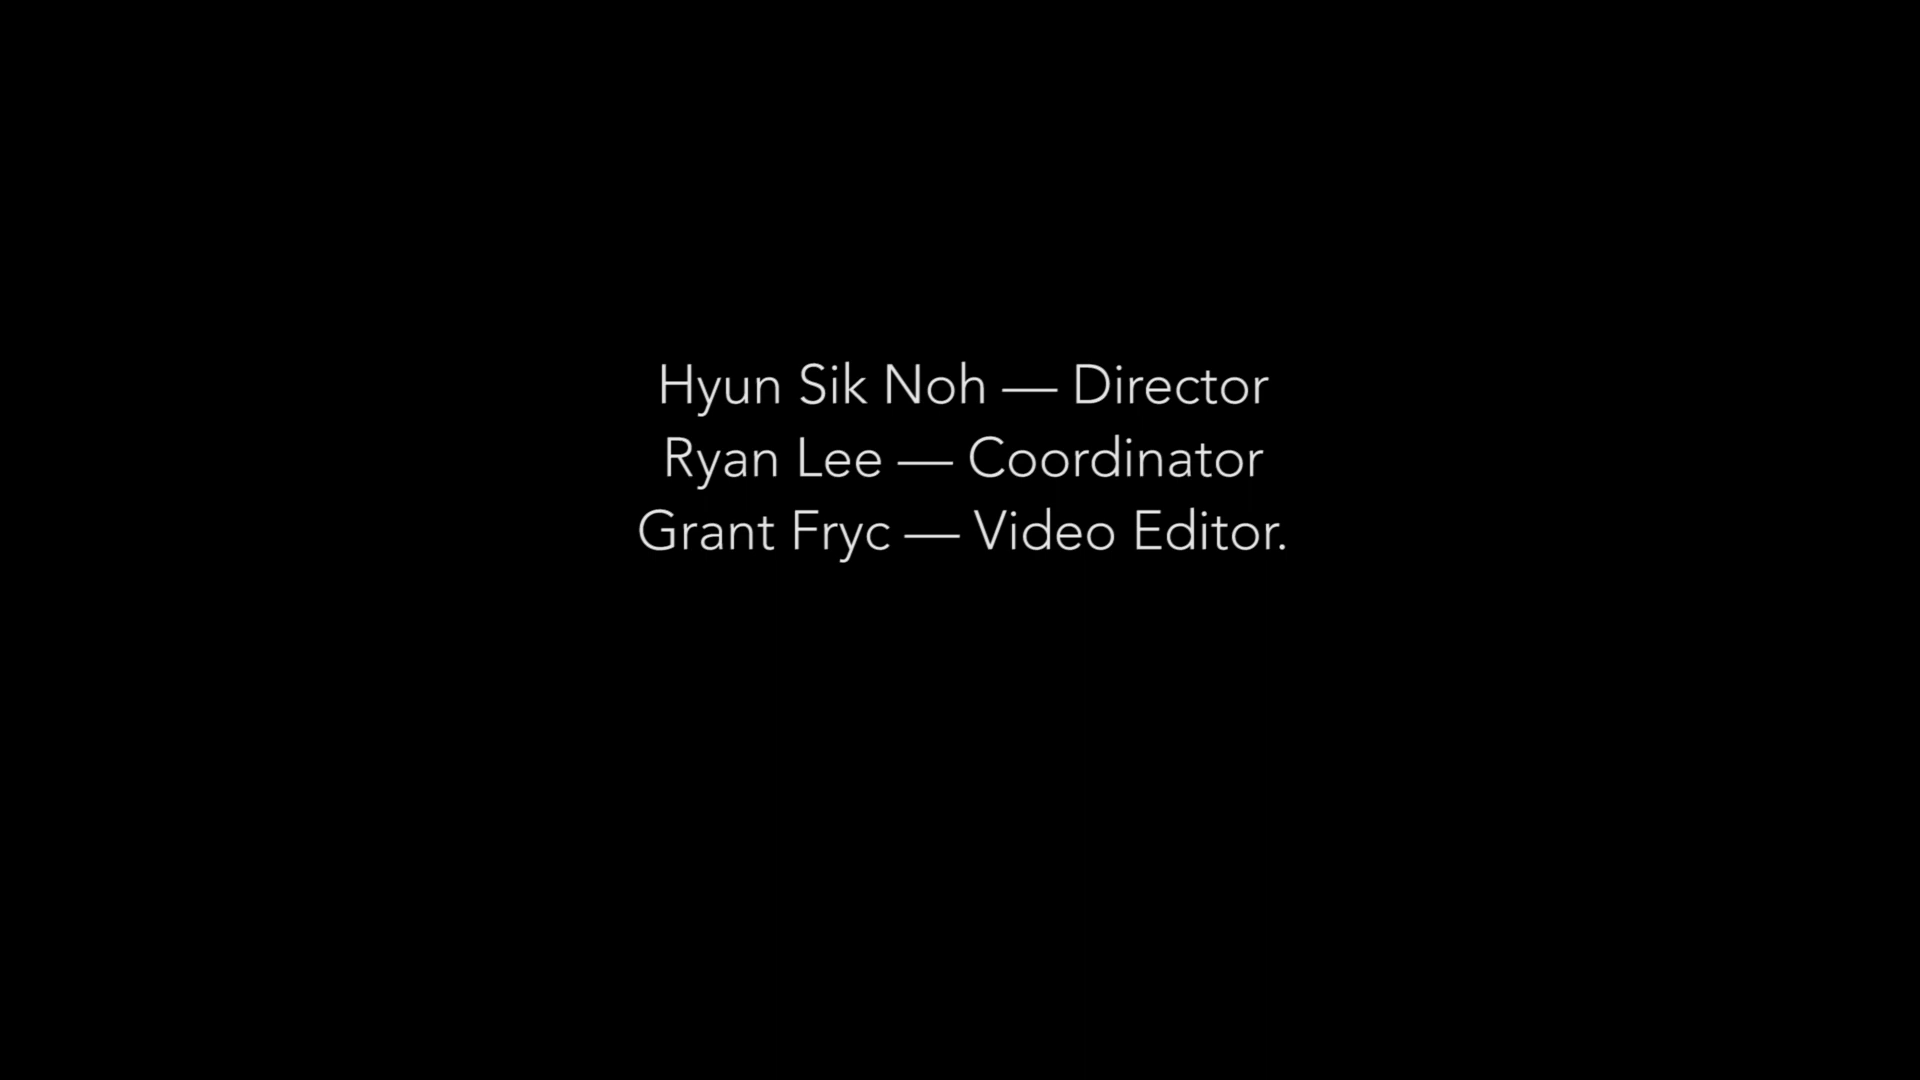 Hyun Sik Noh — Director
Ryan Lee — Coordinator
Grant Fryc — Video Editor.